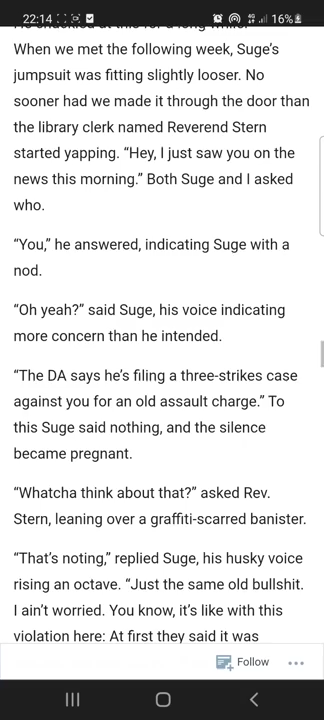 22:14
16%
When we met the following week, Suge’s
jumpsuit was fitting slightly looser. No
sooner had we made it through the door than
the library clerk named Reverend Stern
started yapping. “Hey, I just saw you on the
news this morning.” Both Suge and I asked
who.
“You,” he answered, indicating Suge with a
nod.
“Oh yeah?” said Suge, his voice indicating
more concern than he intended.
“The DA says he’s filing a three-strikes case
against you for an old assault charge.” To
this Suge said nothing, and the silence
became pregnant.
“Whatcha think about that?” asked Rev.
Stern, leaning over a graffiti-scarred banister.
“That’s noting,” replied Suge, his husky voice
rising an octave. “Just the same old bullshit.
I ain’t worried. You know, it’s like with this
violation here: At first they said it was
Follow